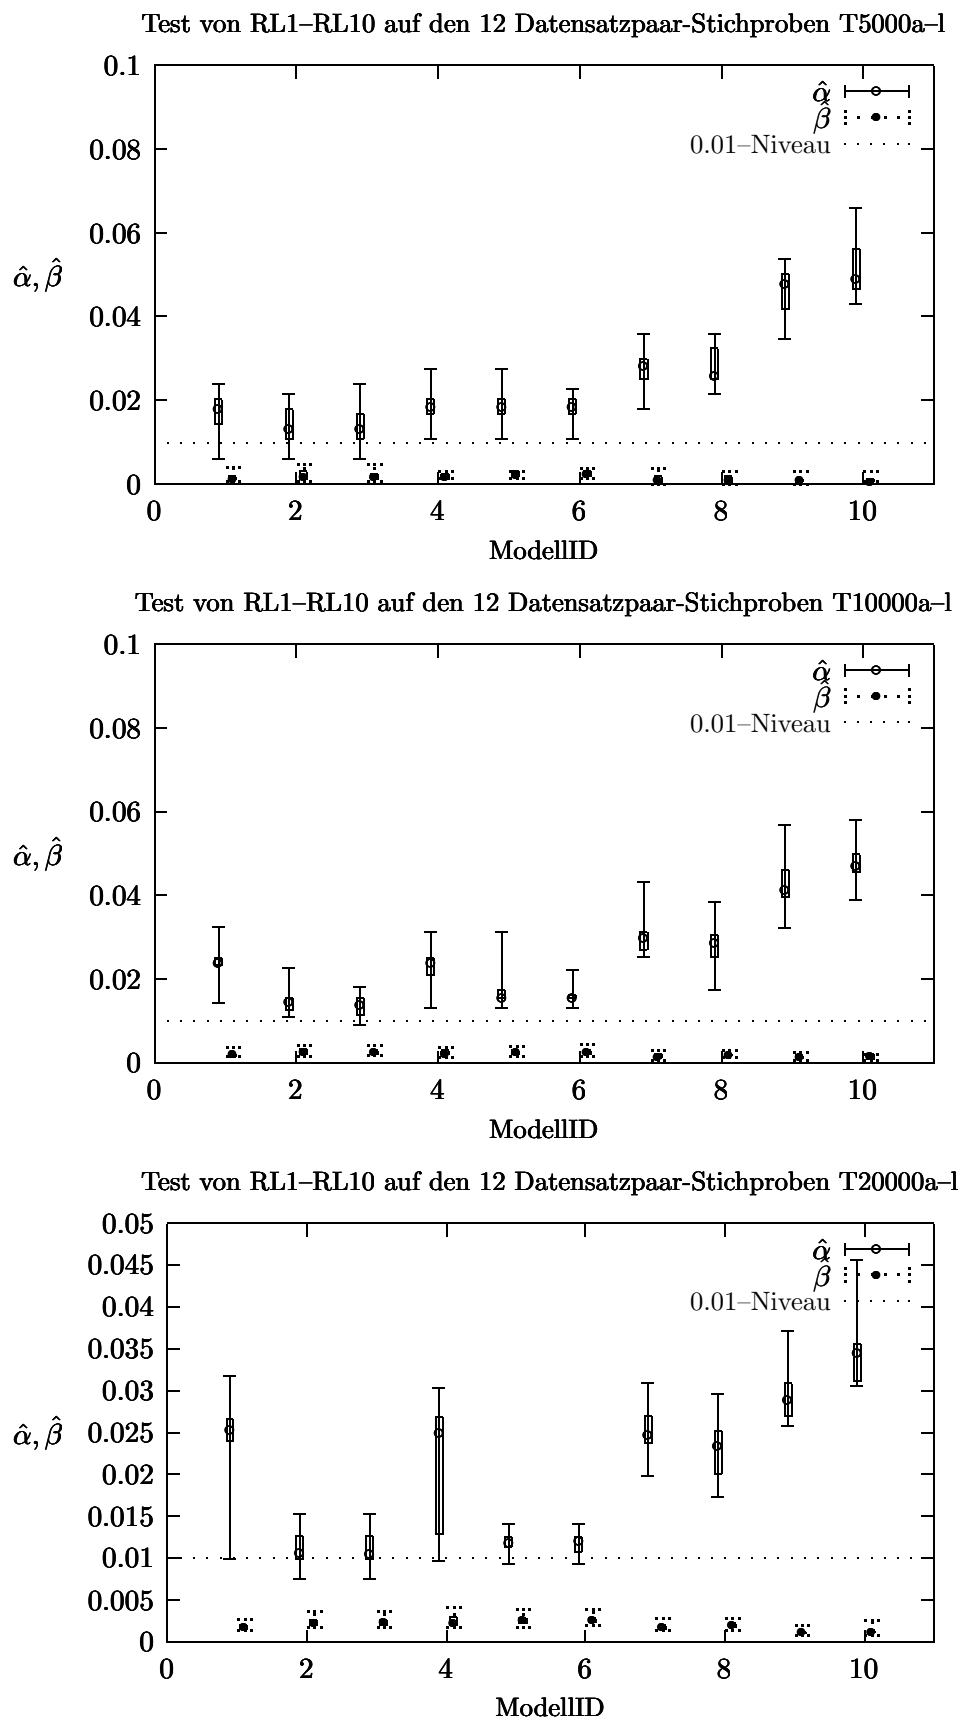 Test von RL1–RL10 auf den 12 Datensatzpaar-Stichproben T5000a–l
0.1
α̂
β̂
0.08
0.01–Niveau
0.06
α̂, β̂
0.04
0.02
0
0 2 4 6 8 10
ModellID
Test von RL1–RL10 auf den 12 Datensatzpaar-Stichproben T10000a–l
0.1
α̂
β̂
0.08
0.01–Niveau
0.06
α̂, β̂
0.04
0.02
0
0 2 4 6 8 10
ModellID
Test von RL1–RL10 auf den 12 Datensatzpaar-Stichproben T20000a–l
0.05
α̂
0.045
β̂
0.04
0.01–Niveau
0.035
0.03
α̂, β̂
0.025
0.02
0.015
0.01
0.005
0
0 2 4 6 8 10
ModellID